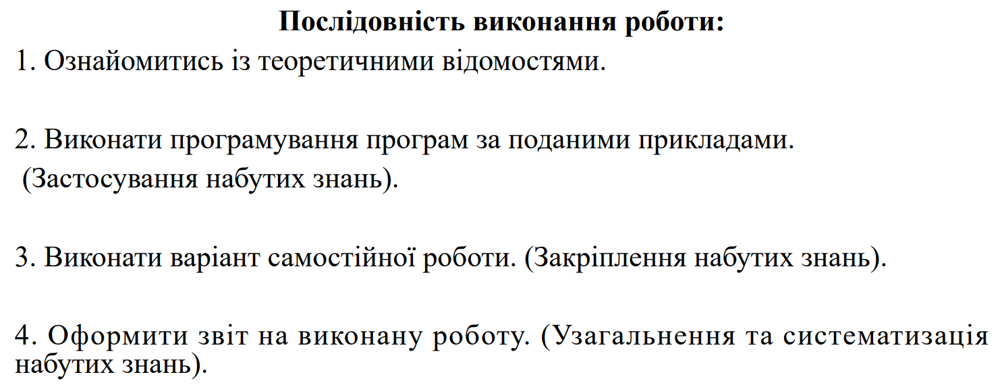 Послідовність виконання роботи:
1. Ознайомитись із теоретичними відомостями.
2. Виконати програмування програм за поданими прикладами.
(Застосування набутих знань).
3. Виконати варіант самостійної роботи. (Закріплення набутих знань).
4. Оформити звіт на виконану роботу. (Узагальнення та систематизація
набутих знань).